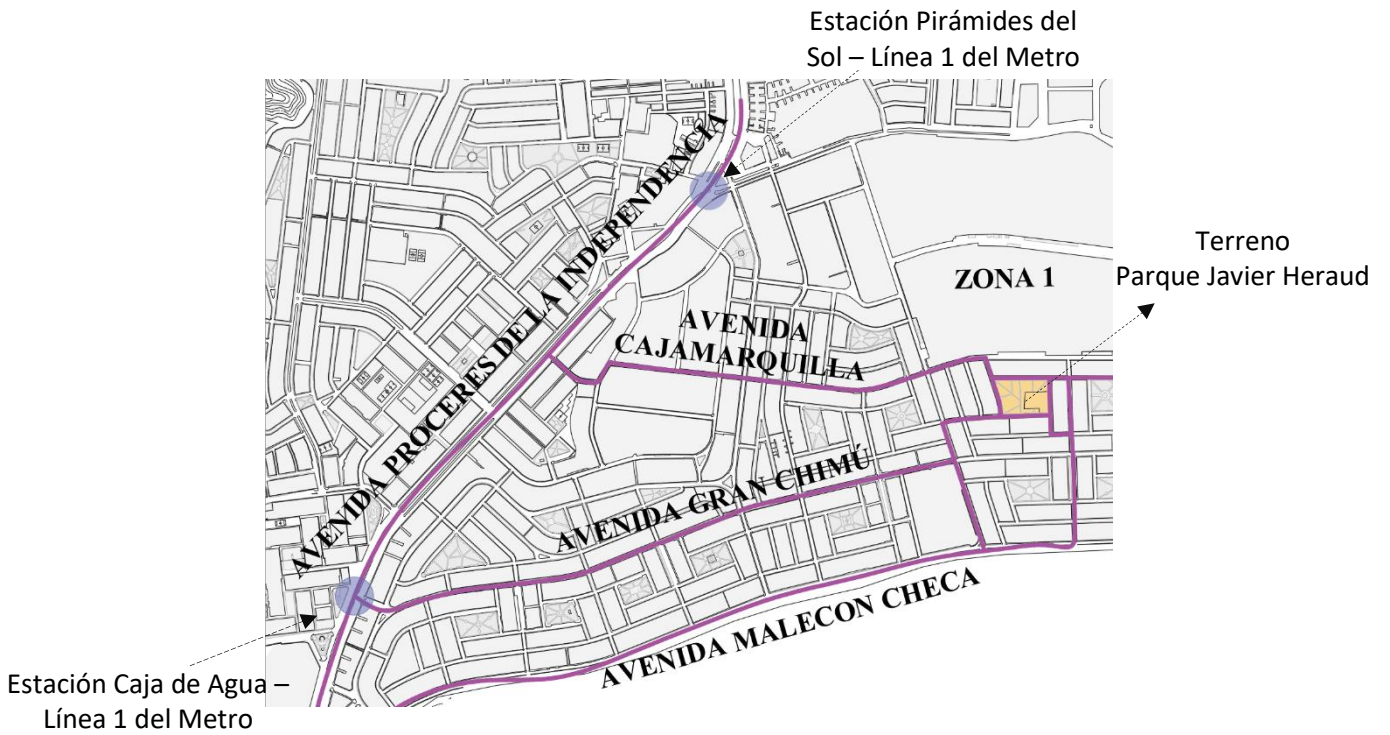 Estación Pirámides del
Sol – Línea 1 del Metro
AVENIDA PROCERES DE LA INDEPENDENCIA
Terreno
Parque Javier Heraud
ZONA 1
AVENIDA
CAJAMARQUILLA
AVENIDA GRAN CHIMÚ
AVENIDA MALECON CHECA
Estación Caja de Agua –
Línea 1 del Metro